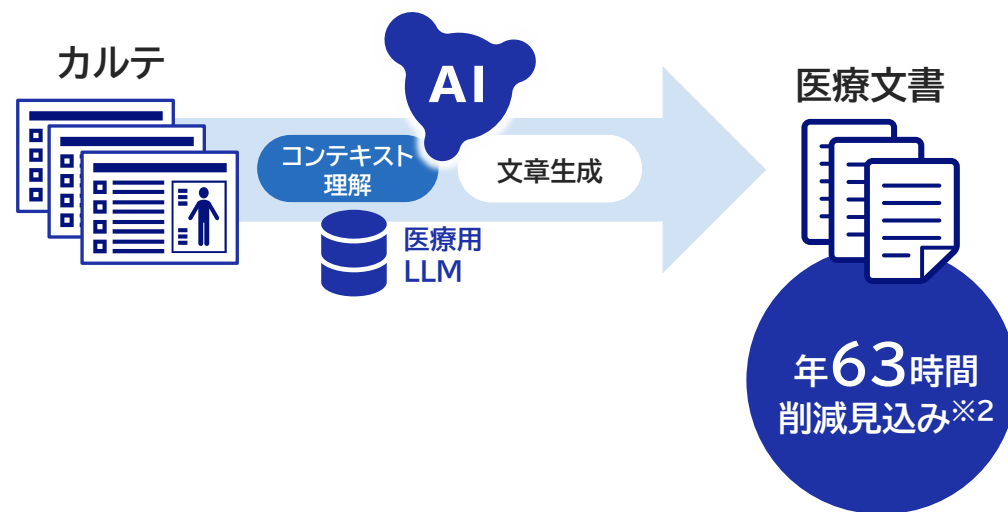 カルテ
AI
コンテキスト
理解
文章生成
医療用
LLM
医療文書
年63時間
削減見込み※2